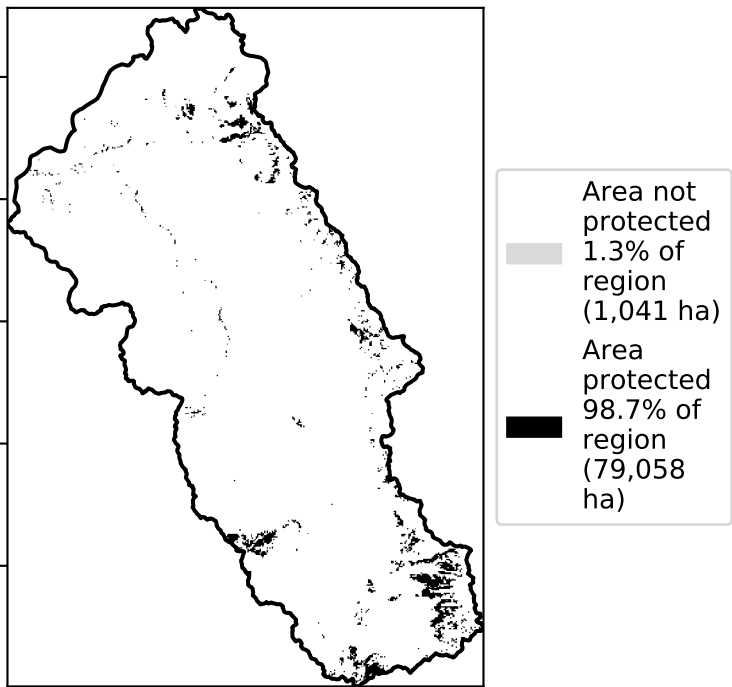 Area not
protected
1.3% of
region
(1,041 ha)
Area
protected
98.7% of
region
(79,058
ha)